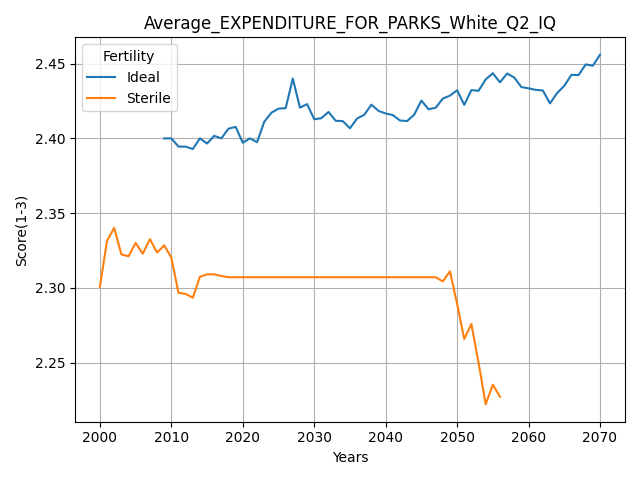 Average_EXPENDITURE_FOR_PARKS_White_Q2_IQ
Fertility
Ideal
Sterile
Score(1-3)
2.45
2.40
2.35
2.30
2.25
2000 2010 2020 2030 2040 2050 2060 2070
Years